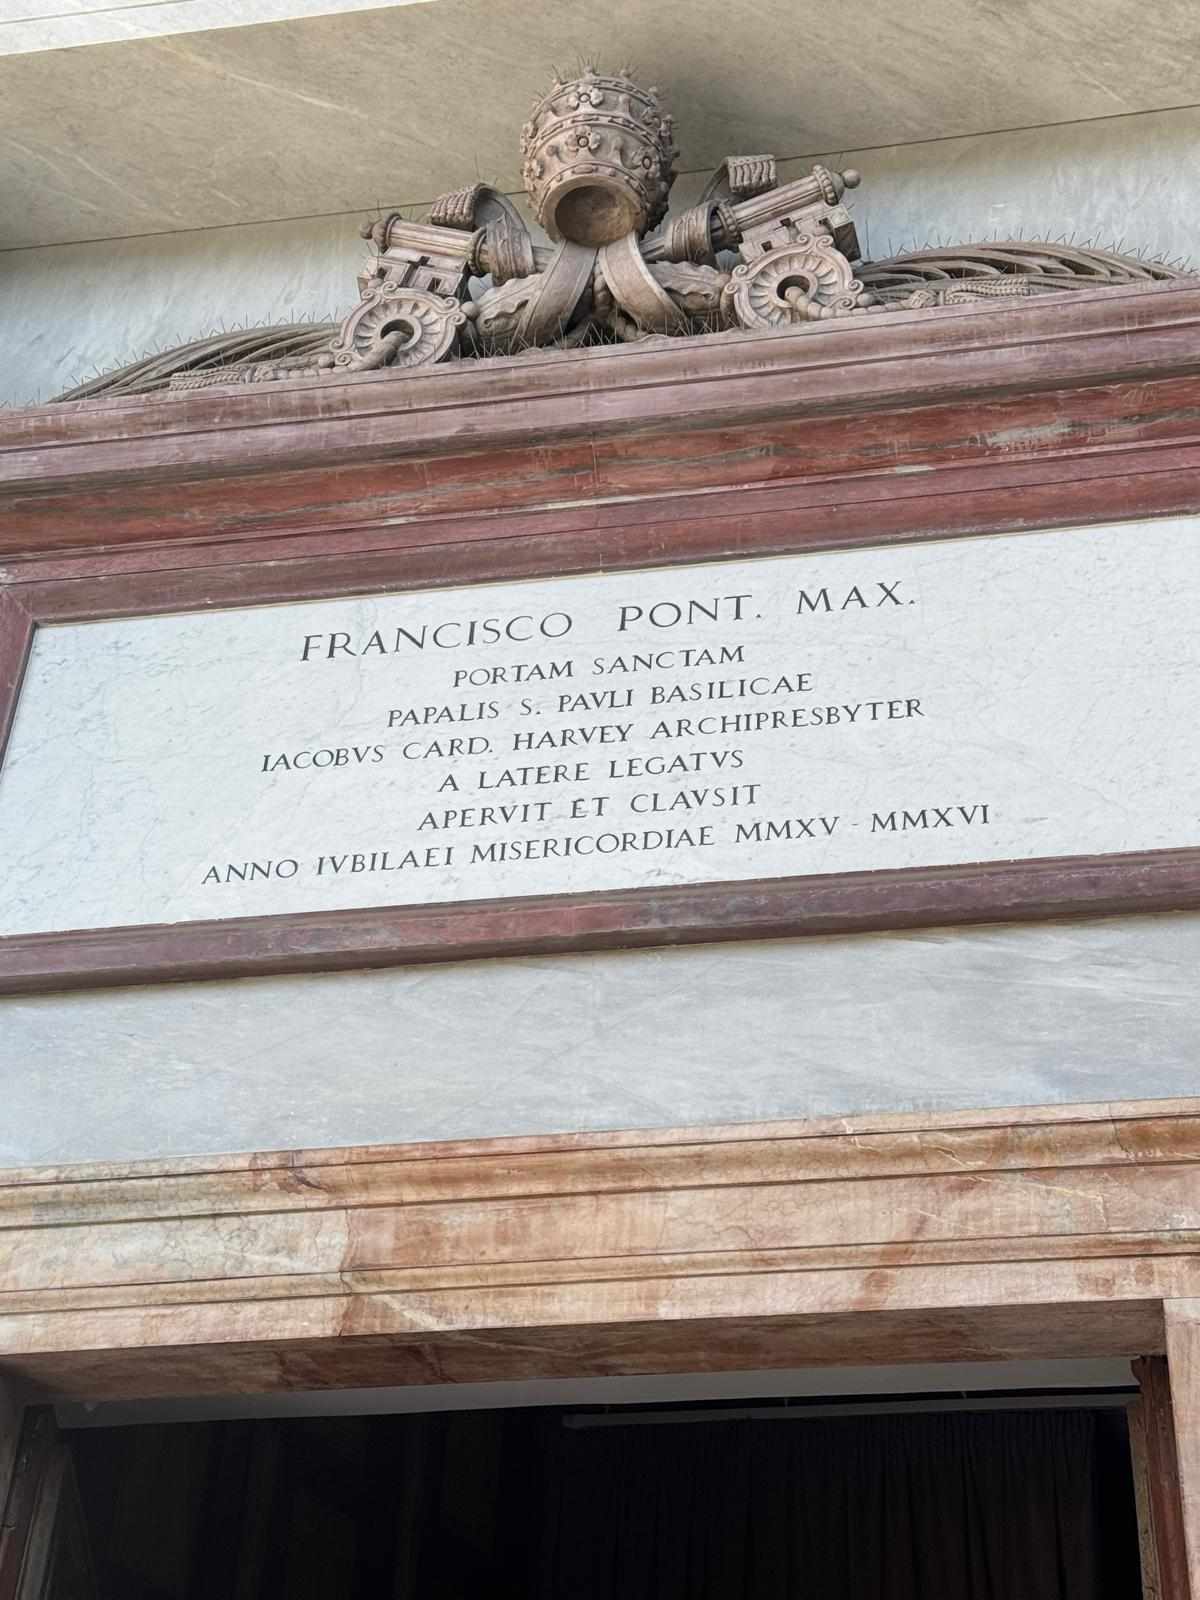 FRANCISCO PONT. MAX.
PORTAM SANCTAM
PAPALIS S. PAVLI BASILICAE
IACOBVS CARD. HARVEY ARCHIPRESBYTER
A LATERE LEGATVS
APERVIT ET CLAVSIT
ANNO IVBILAEI MISERICORDIAE MMXV - MMXVI